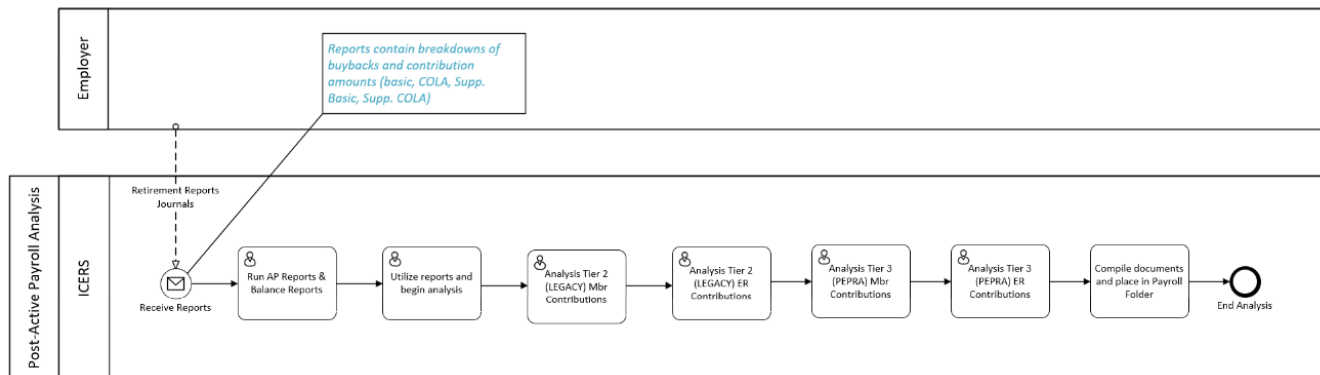 Employer
Reports contain breakdowns of
buybacks and contribution
amounts (basic, COLA, Supp.
Basic, Supp. COLA)
Post-Active Payroll Analysis
ICERS
Retirement Reports
Journals
Receive Reports
Run AP Reports &
Balance Reports
Utilize reports and
begin analysis
Analysis Tier 2
(LEGACY) Mbr
Contributions
Analysis Tier 2
(LEGACY) ER
Contributions
Analysis Tier 3
(PEPRA) Mbr
Contributions
Analysis Tier 3
(PEPRA) ER
Contributions
Compile documents
and place in Payroll
Folder
End Analysis